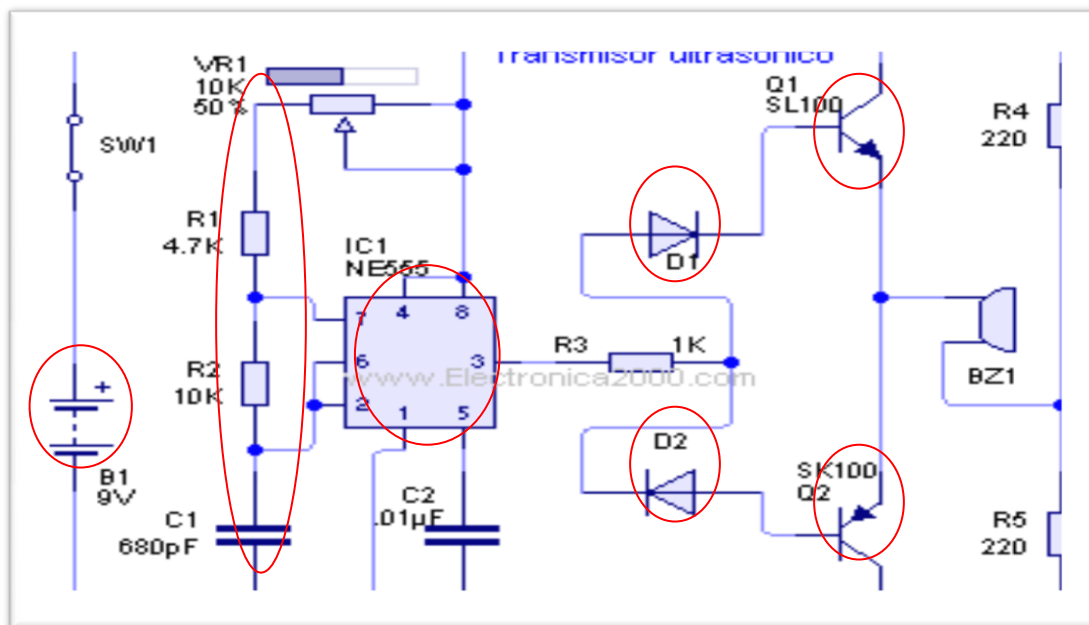 Transmisor ultrasonico
VR1
10K
50%
Q1
SL100
SW1
R4
220
R1
4.7K
IC1
NE555
D1
4
8
7
R3
1K
6
3
R2
10K
www.Electronica2000.com
BZ1
2
1
5
+
D2
B1
9V
C2
.01µF
SK100
Q2
C1
680pF
R5
220